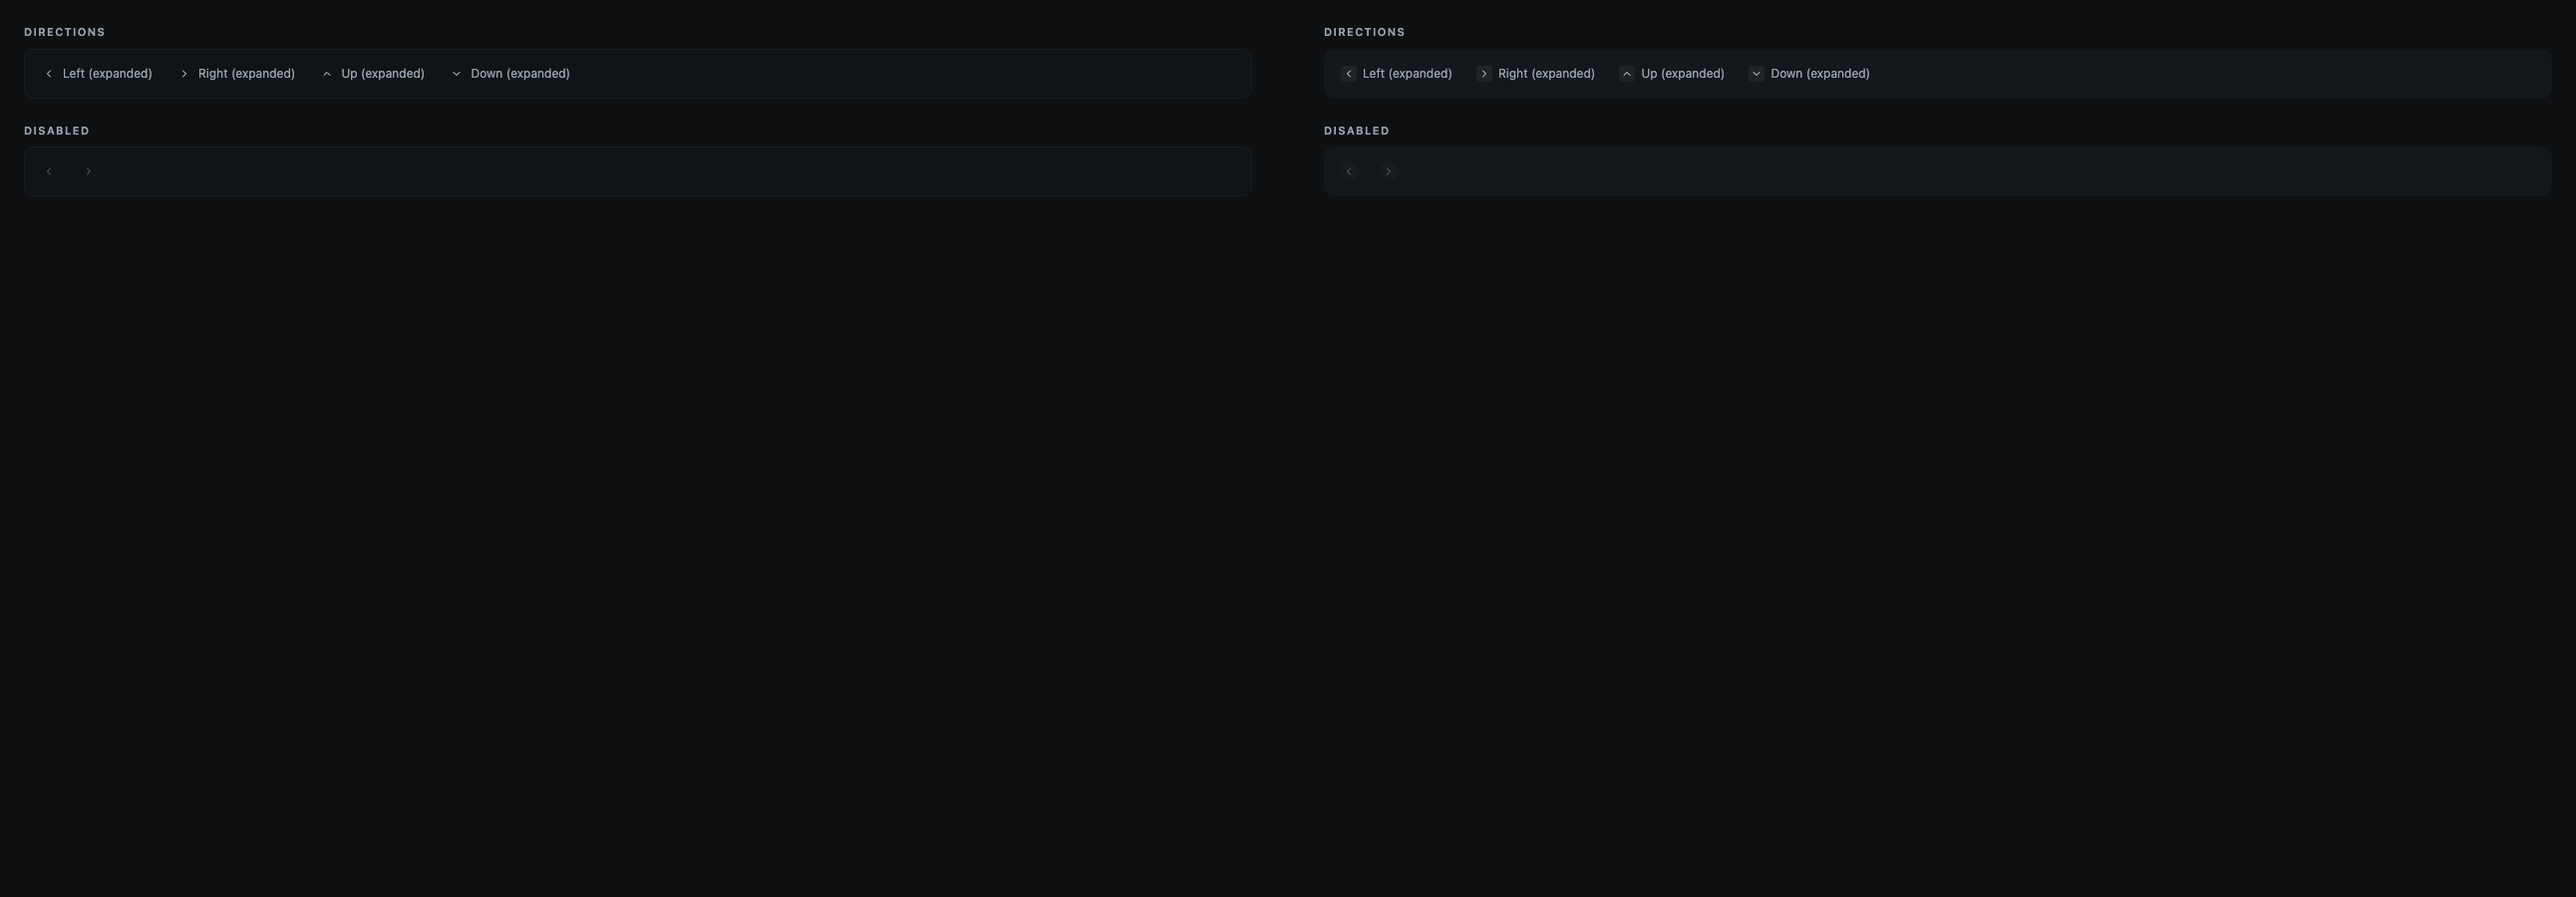 DIRECTIONS
Left (expanded) Right (expanded) Up (expanded) Down (expanded)
DISABLED
DIRECTIONS
Left (expanded) Right (expanded) Up (expanded) Down (expanded)
DISABLED